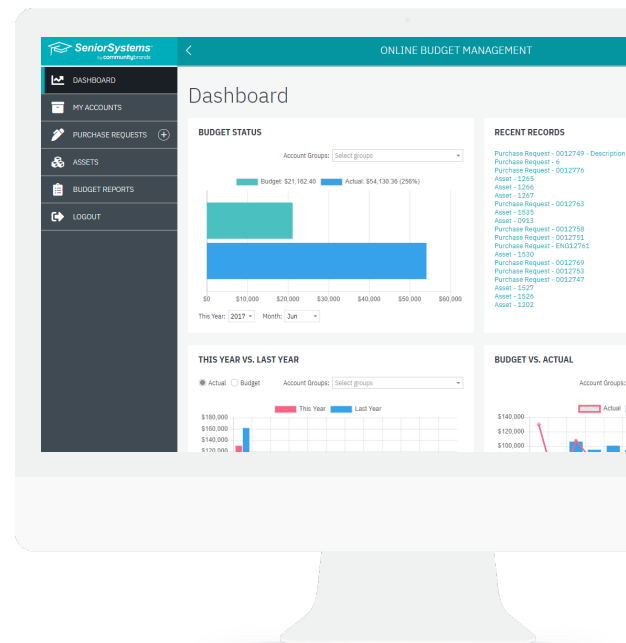 SeniorSystems
by communitybrands
ONLINE BUDGET MANAGEMENT
DASHBOARD
MY ACCOUNTS
PURCHASE REQUESTS
ASSETS
BUDGET REPORTS
LOGOUT
Dashboard
BUDGET STATUS
Account Groups: Select groups
Budget: $21,162.40 Actual: $54,130.36 (256%)
$0 $10,000 $20,000 $30,000 $40,000 $50,000 $60,000
This Year: 2017 Month: Jun
RECENT RECORDS
Purchase Request - 0012749 - Description
Purchase Request - 6
Purchase Request - 0012776
Asset - 1265
Asset - 1266
Asset - 1267
Purchase Request - 0012763
Asset - 1535
Asset - 0913
Purchase Request - 0012758
Purchase Request - 0012751
Purchase Request - ENG12761
Asset - 1530
Purchase Request - 0012769
Purchase Request - 0012753
Purchase Request - 0012747
Asset - 1527
Asset - 1526
Asset - 1202
THIS YEAR VS. LAST YEAR
Actual Budget Account Groups: Select groups
This Year Last Year
$180,000
$160,000
$140,000
$120,000
BUDGET VS. ACTUAL
Account Groups:
Actual
$140,000
$120,000
$100,000